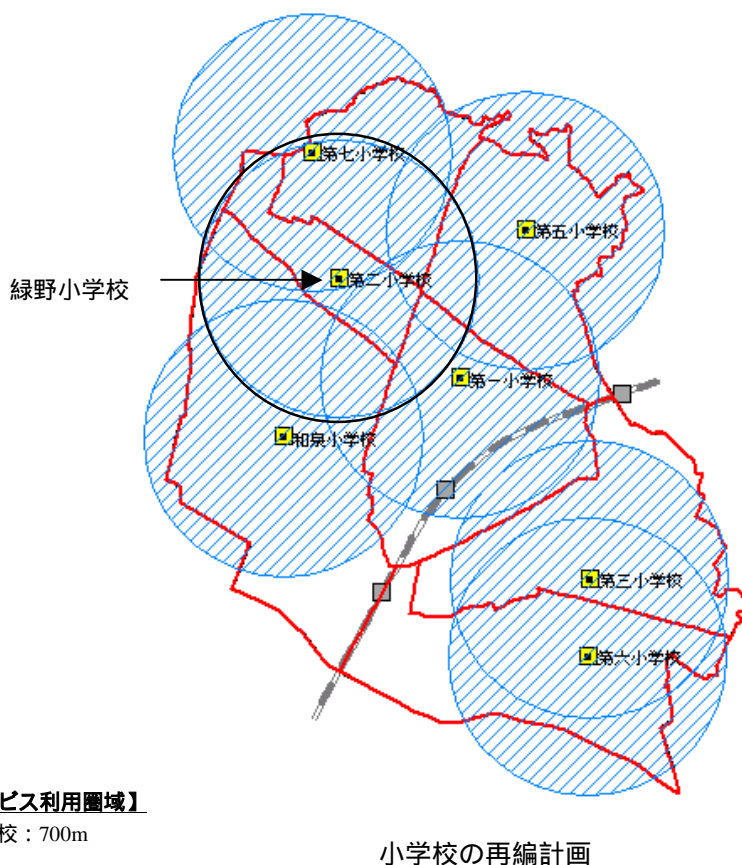 第七小学校
第五小学校
緑野小学校
第二小学校
第一小学校
和泉小学校
第三小学校
第六小学校
ビス利用圏域】
校：700m
小学校の再編計画